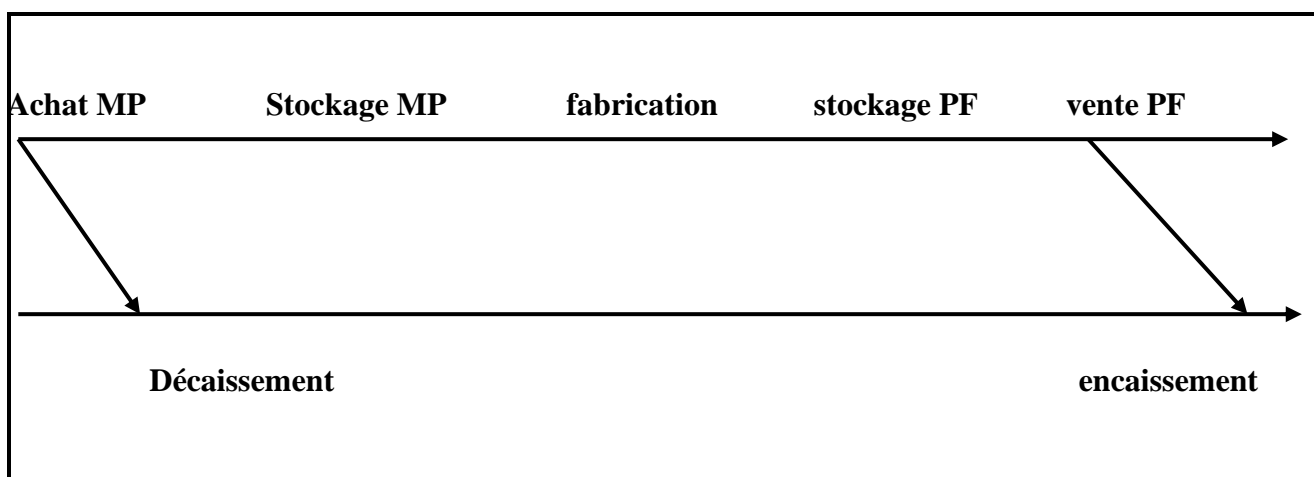 Achat MP Stockage MP fabrication stockage PF vente PF
Décaissement encaissement